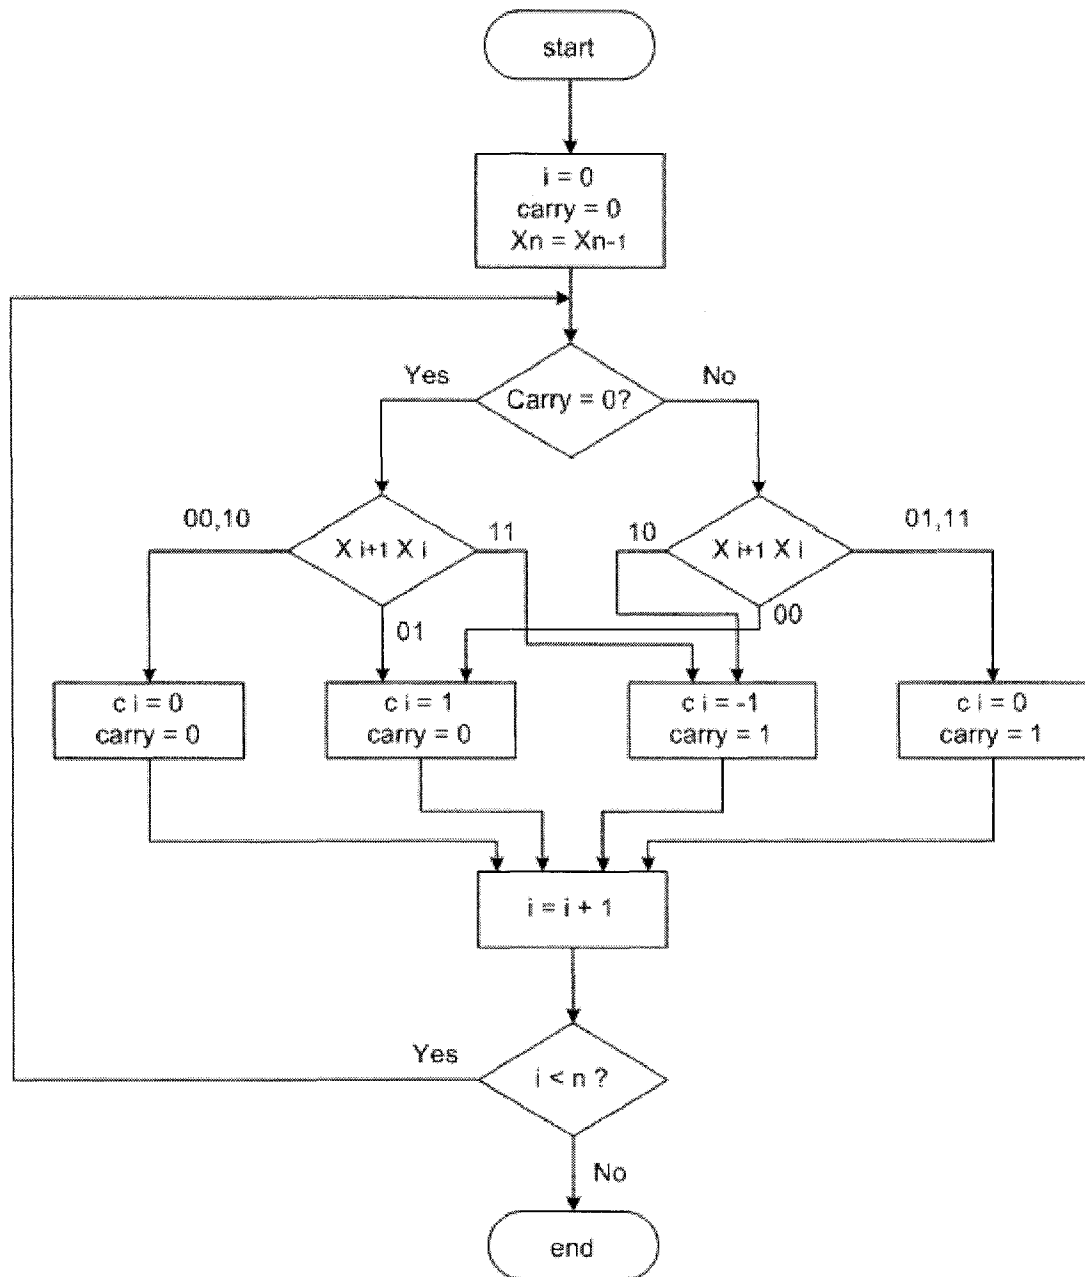 start
i = 0
carry = 0
Xn = Xn-1
Carry = 0?
Yes
No
00,10
X i+1 X i
11
10
X i+1 X i
01,11
01
00
c i = 0
carry = 0
c i = 1
carry = 0
c i = -1
carry = 1
c i = 0
carry = 1
i = i + 1
Yes
i < n ?
No
end